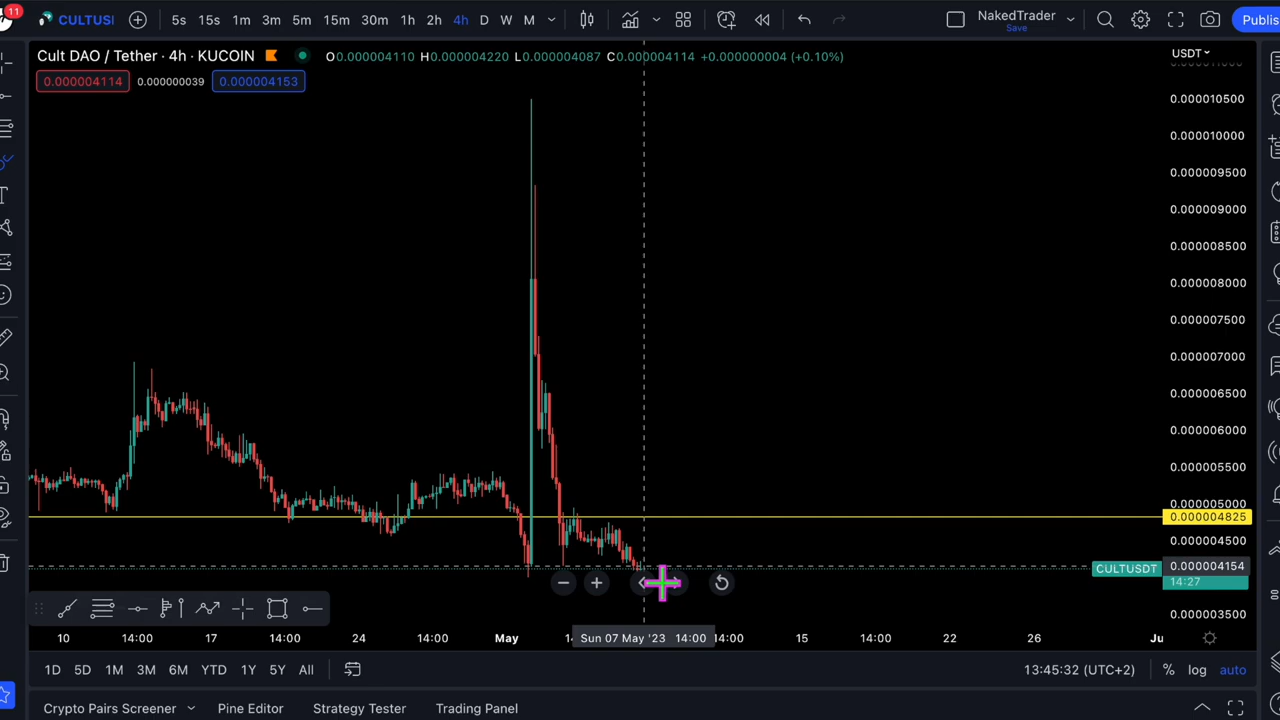 11
CULTUSI
5s 15s 1m 3m 5m 15m 30m 1h 2h 4h D W M
NakedTrader
Save
Publis
Cult DAO / Tether · 4h · KUCOIN O0.000004110 H0.000004220 L0.000004087 C0.000004114 +0.000000004 (+0.10%)
USDT
0.000004114 0.000000039 0.000004153
0.000010500
0.000010000
0.000009500
0.000009000
0.000008500
0.000008000
0.000007500
0.000007000
0.000006500
0.000006000
0.000005500
0.000005000
0.000004825
0.000004500
0.000004154
CULTUSDT
14:27
0.000003500
10 14:00 17 14:00 24 14:00 May Sun 07 May '23 14:00 14:00 15 14:00 22 26 Ju
1D 5D 1M 3M 6M YTD 1Y 5Y All
13:45:32 (UTC+2) % log auto
Crypto Pairs Screener Pine Editor Strategy Tester Trading Panel